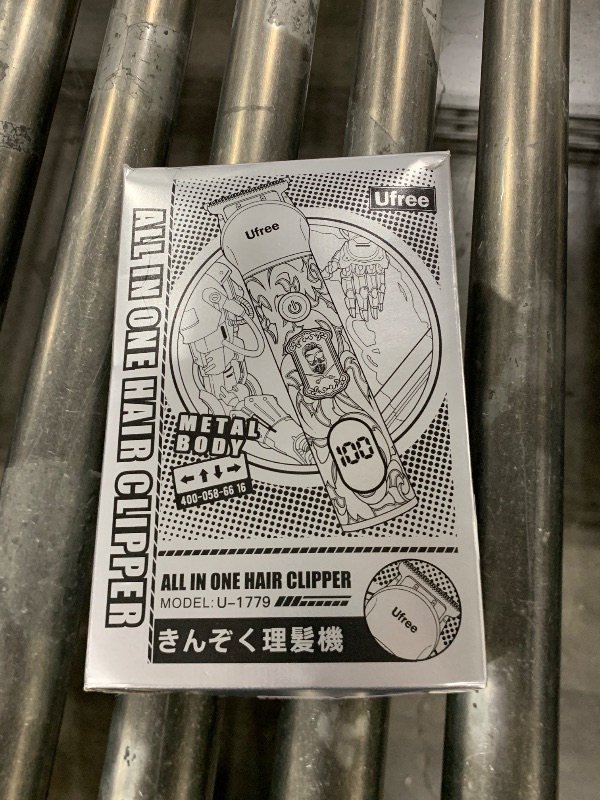 ALL IN ONE HAIR CLIPPER
Ufree
Ufree
100
METAL
BODY
← ↑ ↓ →
400-058-66 16
ALL IN ONE HAIR CLIPPER
MODEL: U-1779
Ufree
きんぞく理髪機